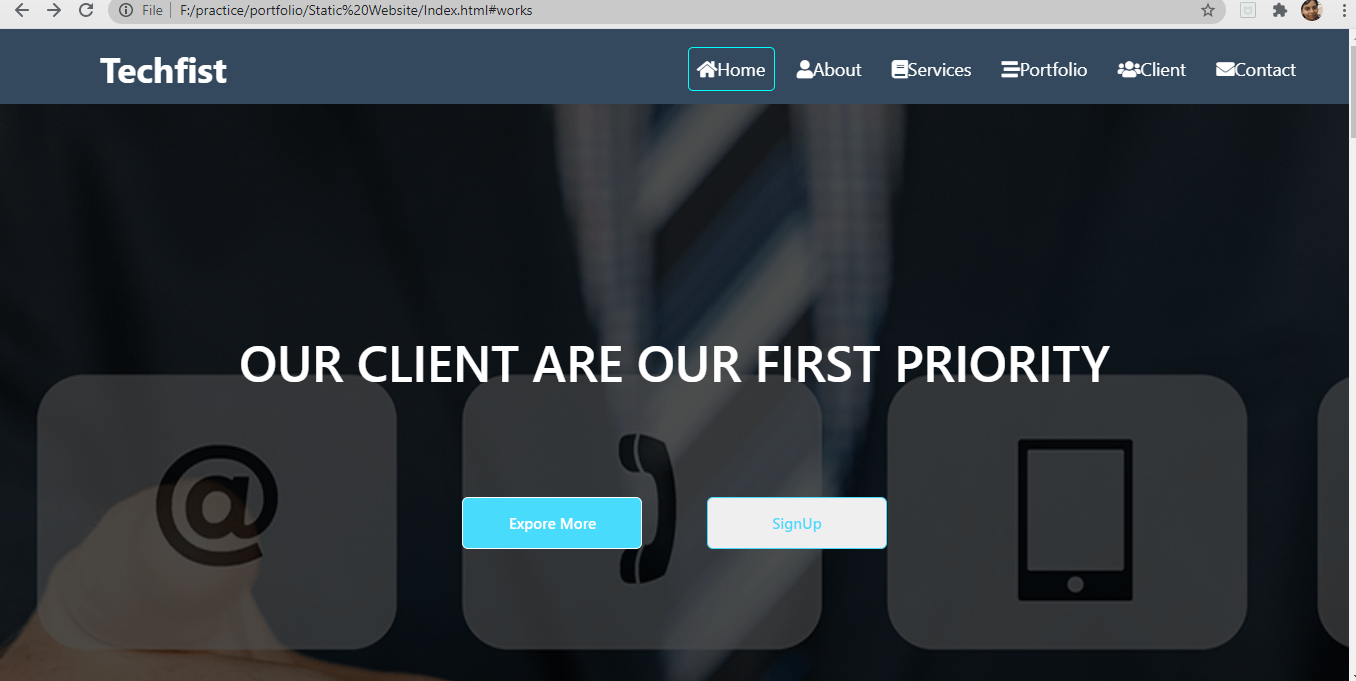 File F:/practice/portfolio/Static%20Website/Index.html#works
Techfist Home About Services Portfolio Client Contact
OUR CLIENT ARE OUR FIRST PRIORITY
@
Expore More SignUp